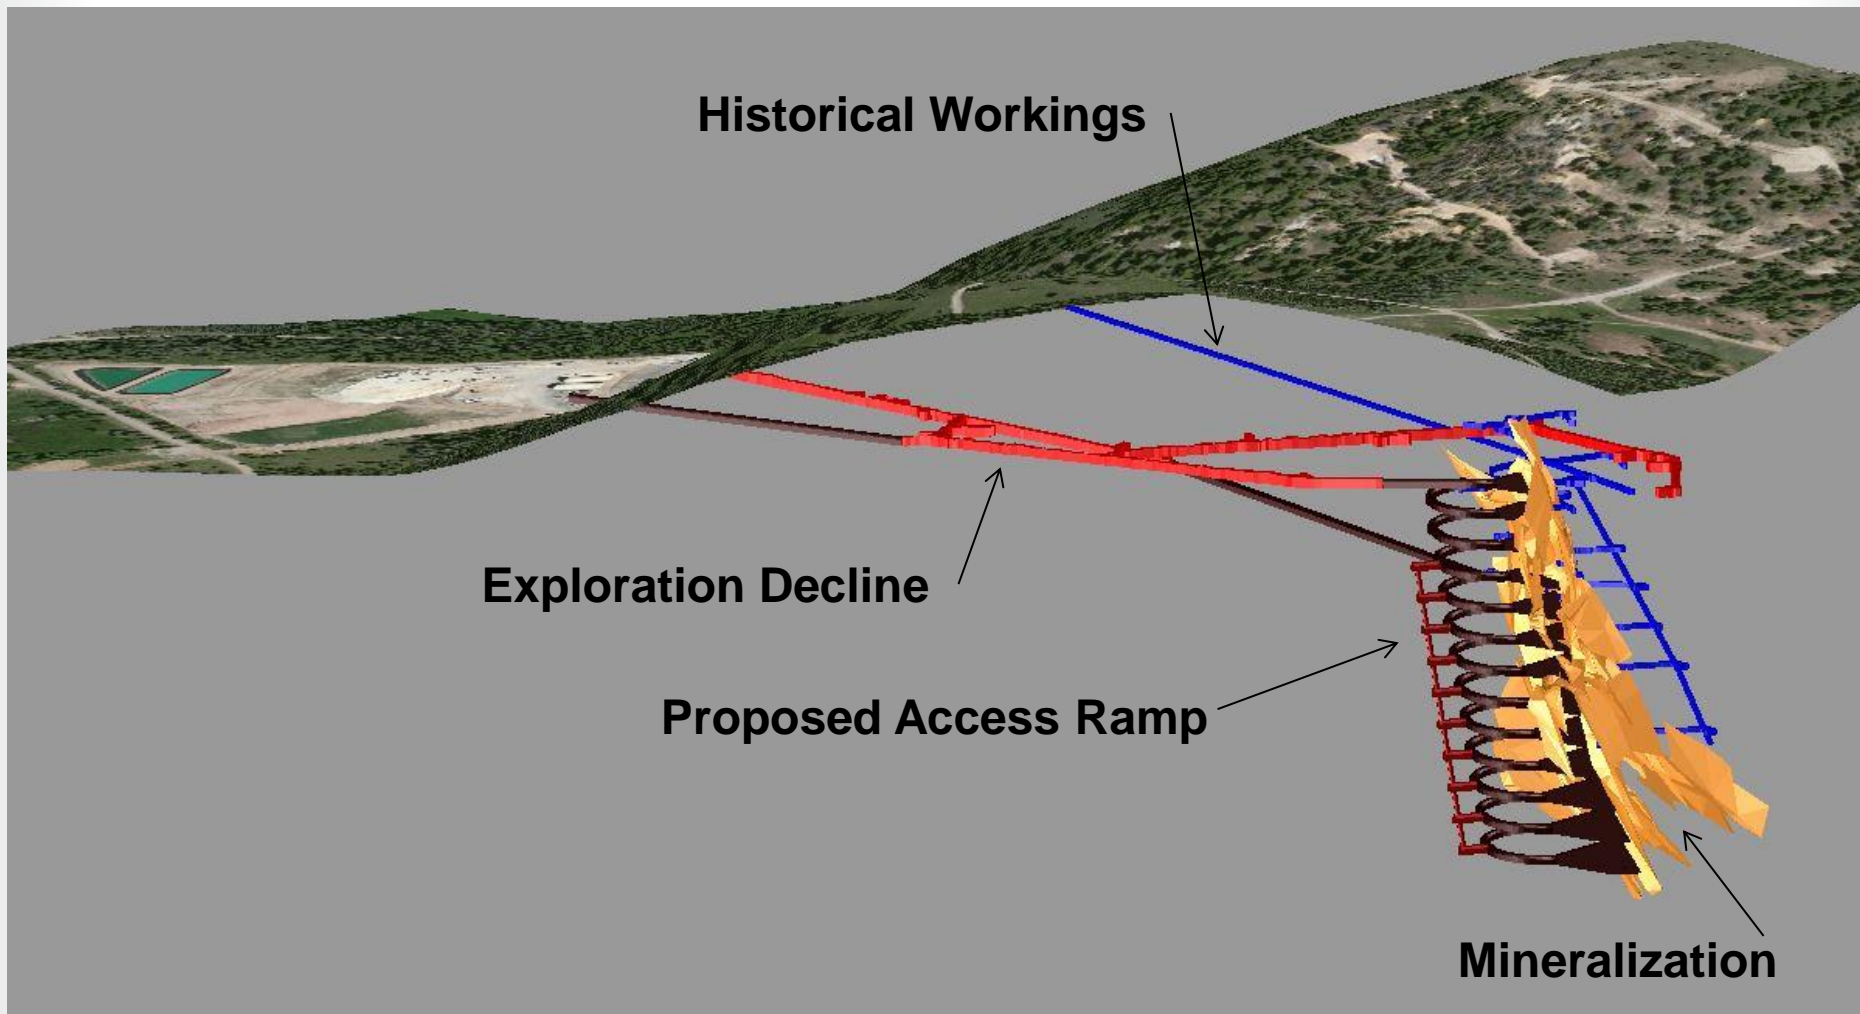 Historical Workings
Exploration Decline
Proposed Access Ramp
Mineralization